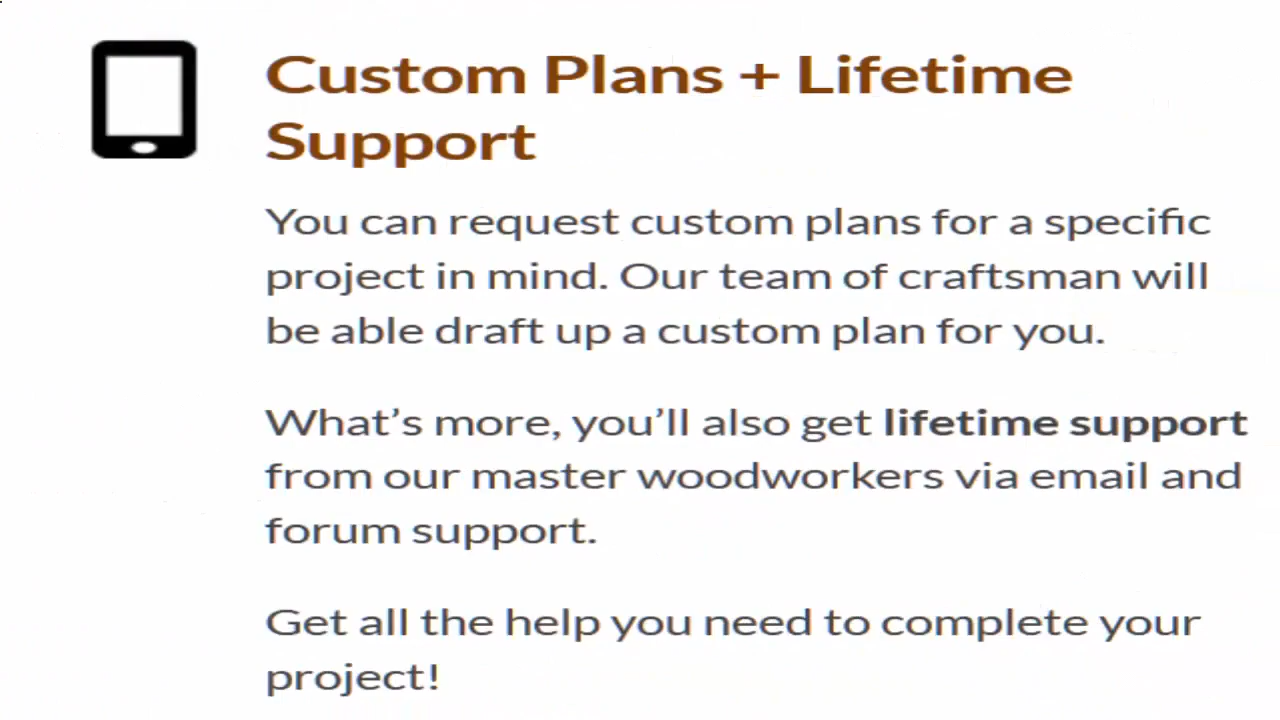 Custom Plans + Lifetime
Support
You can request custom plans for a specific
project in mind. Our team of craftsman will
be able draft up a custom plan for you.
What’s more, you’ll also get lifetime support
from our master woodworkers via email and
forum support.
Get all the help you need to complete your
project!